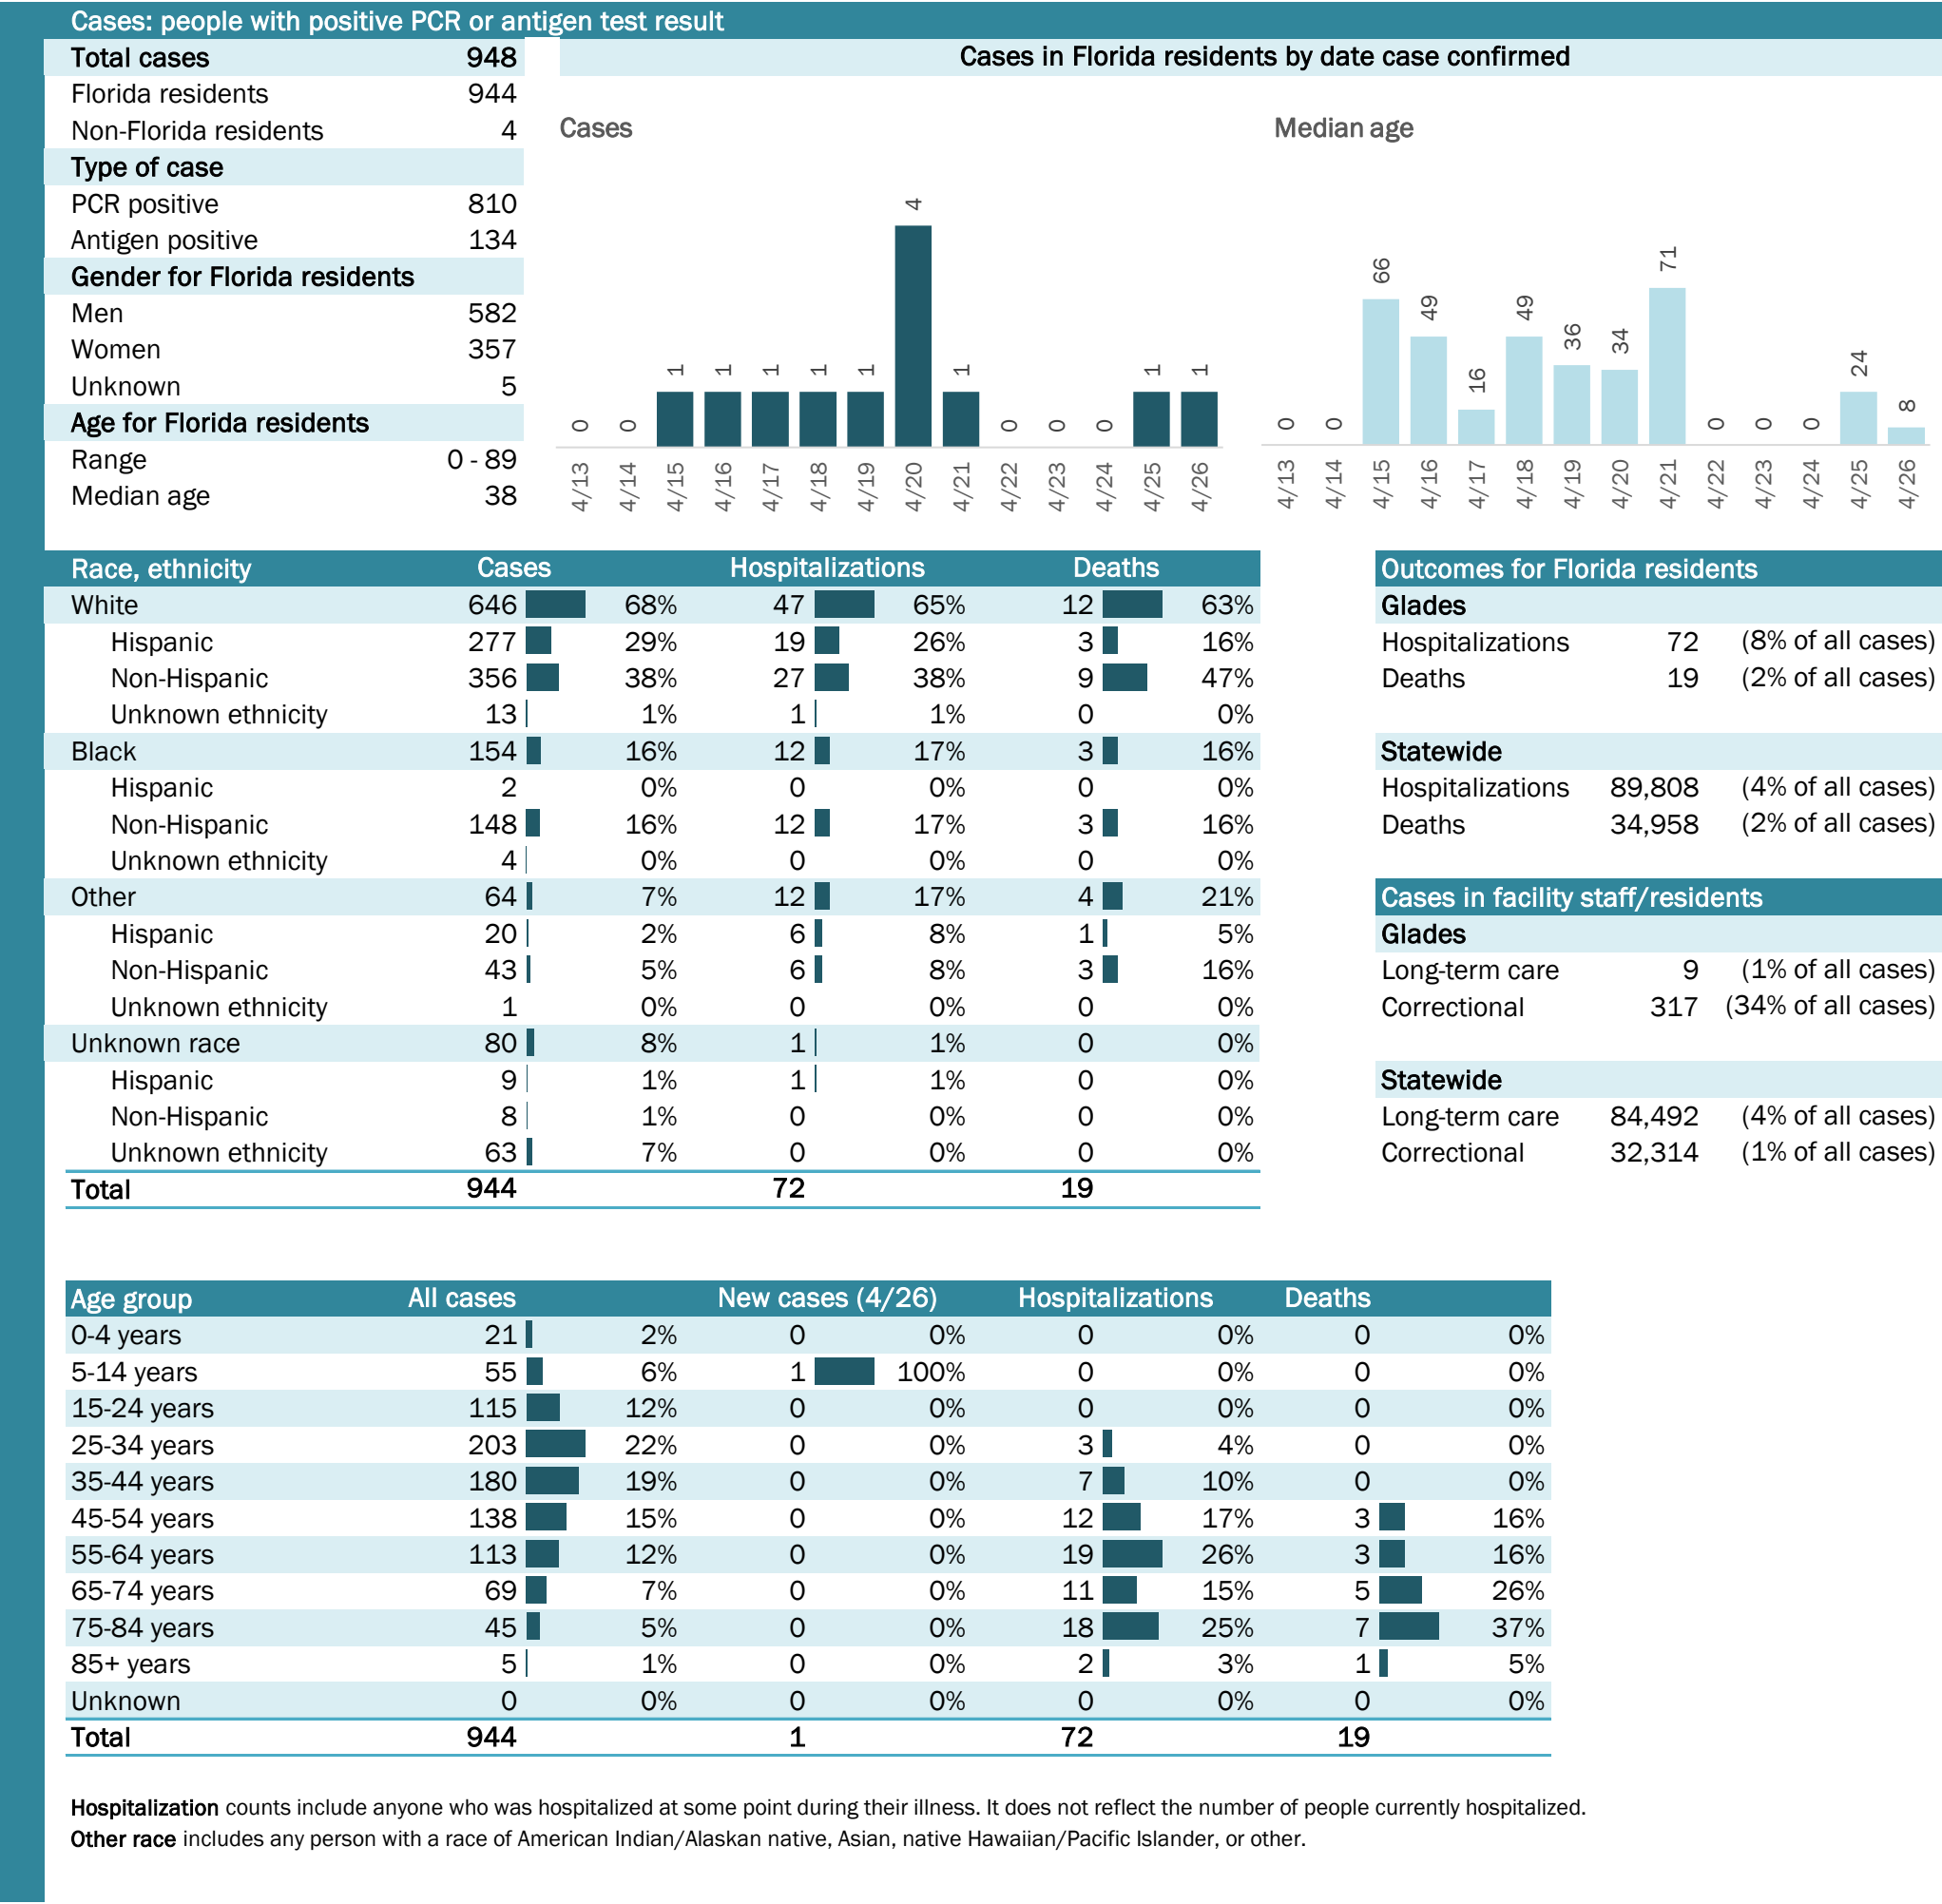 Cases: people with positive PCR or antigen test result
Total cases 948
Florida residents 944
Non-Florida residents 4
Type of case
PCR positive 810
Antigen positive 134
Gender for Florida residents
Men 582
Women 357
Unknown 5
Age for Florida residents
Range 0 - 89
Median age 38
Cases in Florida residents by date case confirmed
Cases
0 0 1 1 1 1 1 4 1 0 0 0 1 1
4/13 4/14 4/15 4/16 4/17 4/18 4/19 4/20 4/21 4/22 4/23 4/24 4/25 4/26
Median age
0 0 66 49 16 49 36 34 71 0 0 0 24 8
4/13 4/14 4/15 4/16 4/17 4/18 4/19 4/20 4/21 4/22 4/23 4/24 4/25 4/26
Race, ethnicity Cases Hospitalizations Deaths
White 646 68% 47 65% 12 63%
Hispanic 277 29% 19 26% 3 16%
Non-Hispanic 356 38% 27 38% 9 47%
Unknown ethnicity 13 1% 1 1% 0 0%
Black 154 16% 12 17% 3 16%
Hispanic 2 0% 0 0% 0 0%
Non-Hispanic 148 16% 12 17% 3 16%
Unknown ethnicity 4 0% 0 0% 0 0%
Other 64 7% 12 17% 4 21%
Hispanic 20 2% 6 8% 1 5%
Non-Hispanic 43 5% 6 8% 3 16%
Unknown ethnicity 1 0% 0 0% 0 0%
Unknown race 80 8% 1 1% 0 0%
Hispanic 9 1% 1 1% 0 0%
Non-Hispanic 8 1% 0 0% 0 0%
Unknown ethnicity 63 7% 0 0% 0 0%
Total 944 72 19
Outcomes for Florida residents
Glades
Hospitalizations 72 (8% of all cases)
Deaths 19 (2% of all cases)
Statewide
Hospitalizations 89,808 (4% of all cases)
Deaths 34,958 (2% of all cases)
Cases in facility staff/residents
Glades
Long-term care 9 (1% of all cases)
Correctional 317 (34% of all cases)
Statewide
Long-term care 84,492 (4% of all cases)
Correctional 32,314 (1% of all cases)
Age group All cases New cases (4/26) Hospitalizations Deaths
0-4 years 21 2% 0 0% 0 0% 0 0%
5-14 years 55 6% 1 100% 0 0% 0 0%
15-24 years 115 12% 0 0% 0 0% 0 0%
25-34 years 203 22% 0 0% 3 4% 0 0%
35-44 years 180 19% 0 0% 7 10% 0 0%
45-54 years 138 15% 0 0% 12 17% 3 16%
55-64 years 113 12% 0 0% 19 26% 3 16%
65-74 years 69 7% 0 0% 11 15% 5 26%
75-84 years 45 5% 0 0% 18 25% 7 37%
85+ years 5 1% 0 0% 2 3% 1 5%
Unknown 0 0% 0 0% 0 0% 0 0%
Total 944 1 72 19
Hospitalization counts include anyone who was hospitalized at some point during their illness. It does not reflect the number of people currently hospitalized.
Other race includes any person with a race of American Indian/Alaskan native, Asian, native Hawaiian/Pacific Islander, or other.